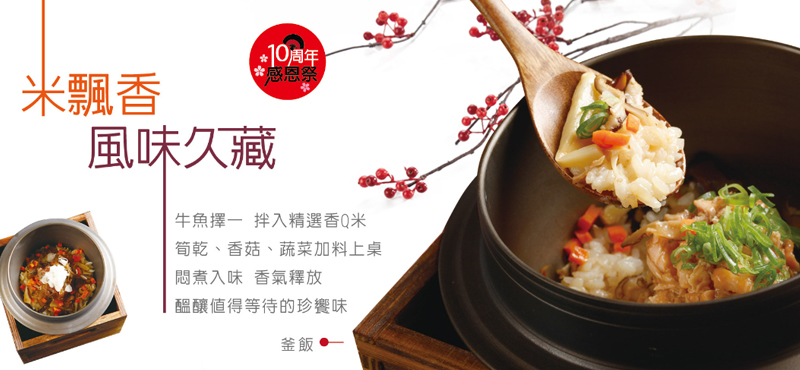 10周年
感恩祭
米飄香
風味久藏
牛魚擇一 拌入精選香Q米
筍乾、香菇、蔬菜加料上桌
悶煮入味 香氣釋放
醞釀值得等待的珍饗味
釜飯